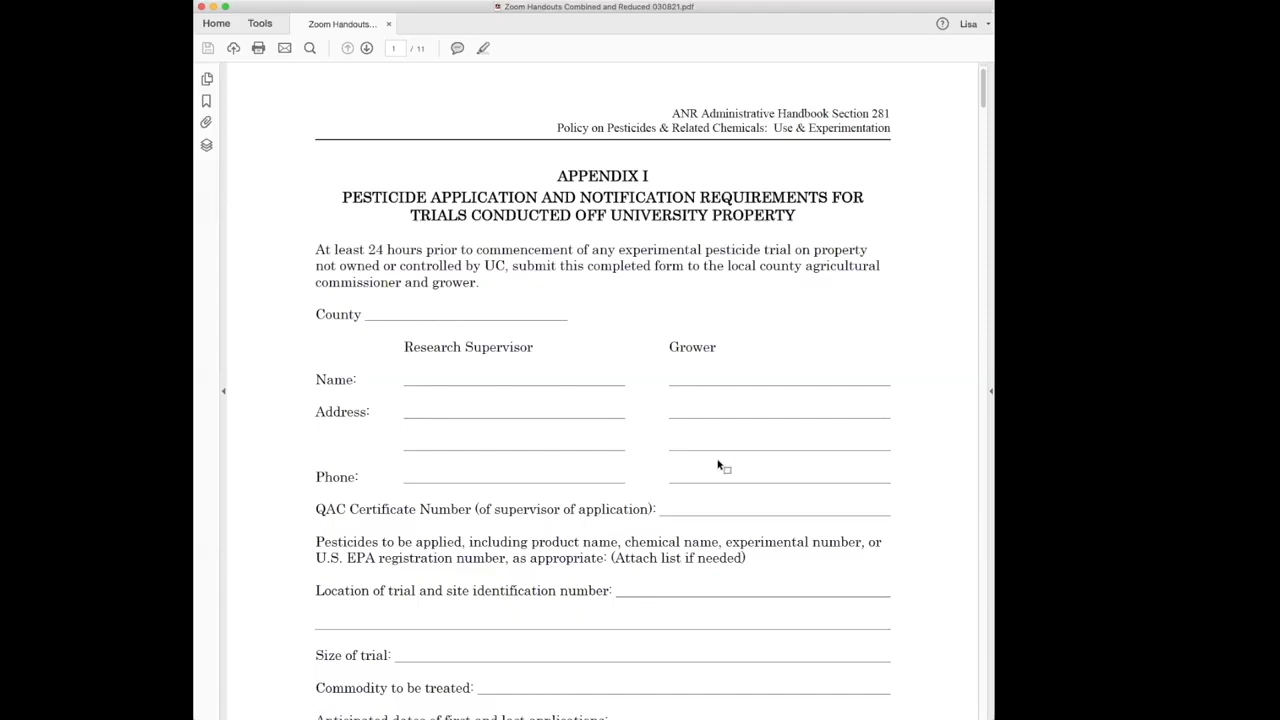 Zoom Handouts Combined and Reduced 030821.pdf
Home
Tools
Zoom Handouts...
×
Lisa
1 / 11
ANR Administrative Handbook Section 281
Policy on Pesticides & Related Chemicals: Use & Experimentation
APPENDIX I
PESTICIDE APPLICATION AND NOTIFICATION REQUIREMENTS FOR
TRIALS CONDUCTED OFF UNIVERSITY PROPERTY
At least 24 hours prior to commencement of any experimental pesticide trial on property
not owned or controlled by UC, submit this completed form to the local county agricultural
commissioner and grower.
County
Research Supervisor Grower
Name:
Address:
Phone:
QAC Certificate Number (of supervisor of application):
Pesticides to be applied, including product name, chemical name, experimental number, or
U.S. EPA registration number, as appropriate: (Attach list if needed)
Location of trial and site identification number:
Size of trial:
Commodity to be treated:
Anticipated dates of first and last applications: